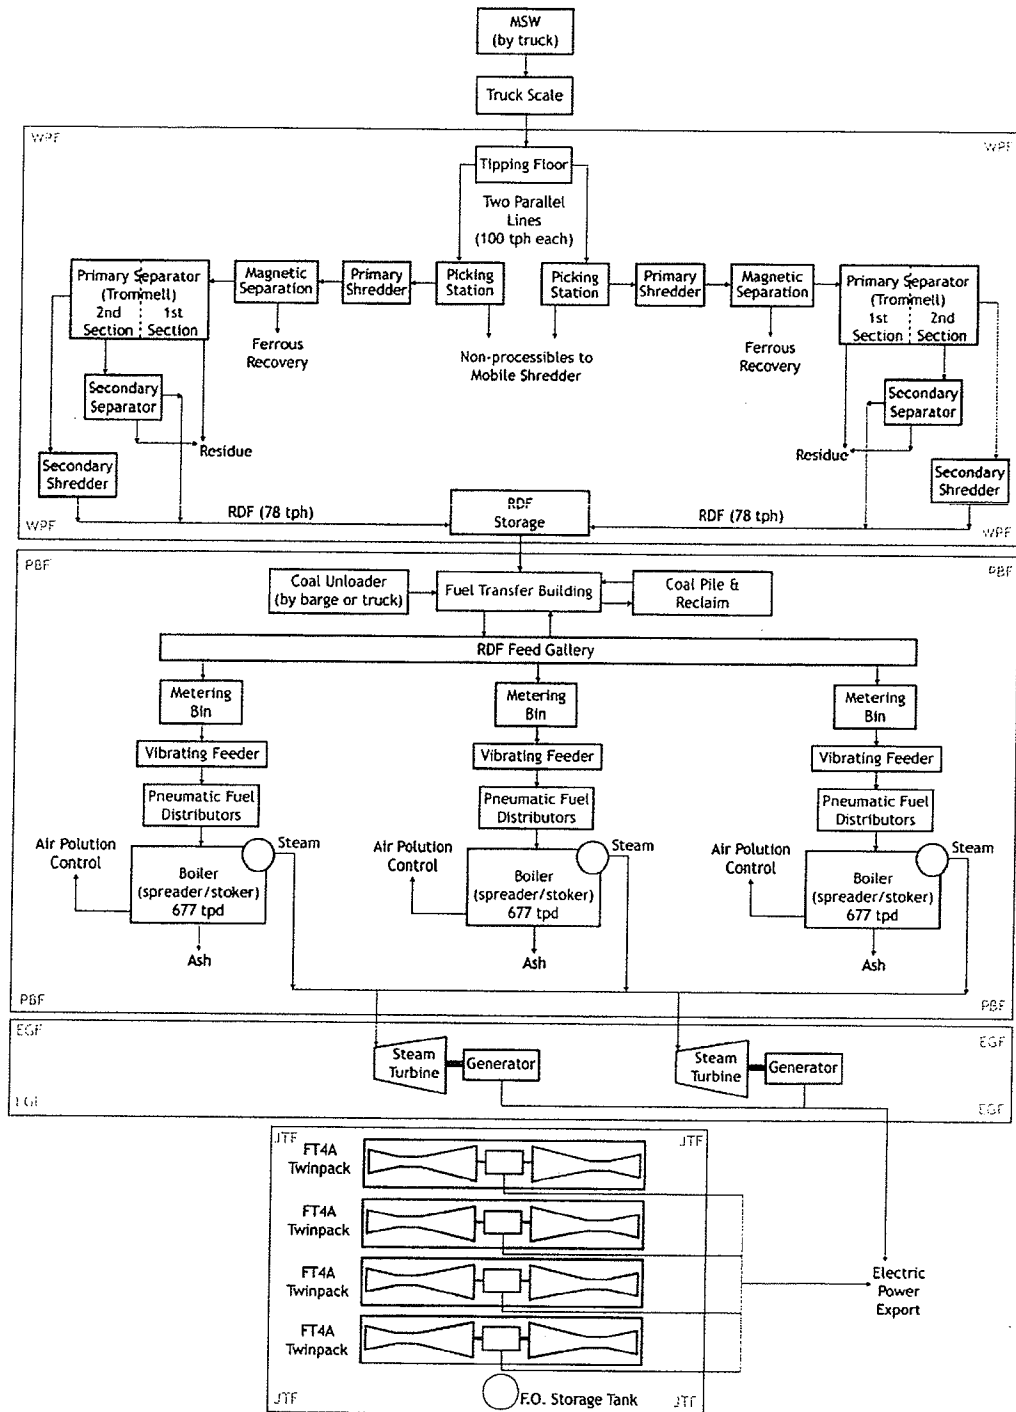 MSW
(by truck)
Truck Scale
WPF
WPF
Tipping Floor
Two Parallel
Lines
(100 tph each)
Primary Separator
(Trommell)
2nd 1st
Section Section
Magnetic
Separation
Primary
Shredder
Picking
Station
Picking
Station
Primary
Shredder
Magnetic
Separation
Primary Separator
(Trommell)
1st 2nd
Section Section
Ferrous
Recovery
Non-processibles to
Mobile Shredder
Ferrous
Recovery
Secondary
Separator
Secondary
Separator
Residue
Residue
Secondary
Shredder
Secondary
Shredder
RDF (78 tph)
RDF
Storage
RDF (78 tph)
WPF
WPF
PBF
PBF
Coal Unloader
(by barge or truck)
Fuel Transfer Building
Coal Pile &
Reclaim
RDF Feed Gallery
Metering
Bin
Metering
Bin
Metering
Bin
Vibrating Feeder
Vibrating Feeder
Vibrating Feeder
Pneumatic Fuel
Distributors
Pneumatic Fuel
Distributors
Pneumatic Fuel
Distributors
Air Polution
Control
Steam
Boiler
(spreader/stoker)
677 tpd
Air Polution
Control
Steam
Boiler
(spreader/stoker)
677 tpd
Air Polution
Control
Steam
Boiler
(spreader/stoker)
677 tpd
Ash
Ash
Ash
PBF
PBF
EGF
EGF
Steam
Turbine
Generator
Steam
Turbine
Generator
EGF
EGF
JTF
JTF
FT4A
Twinpack
FT4A
Twinpack
FT4A
Twinpack
FT4A
Twinpack
Electric
Power
Export
F.O. Storage Tank
JTF
JTF